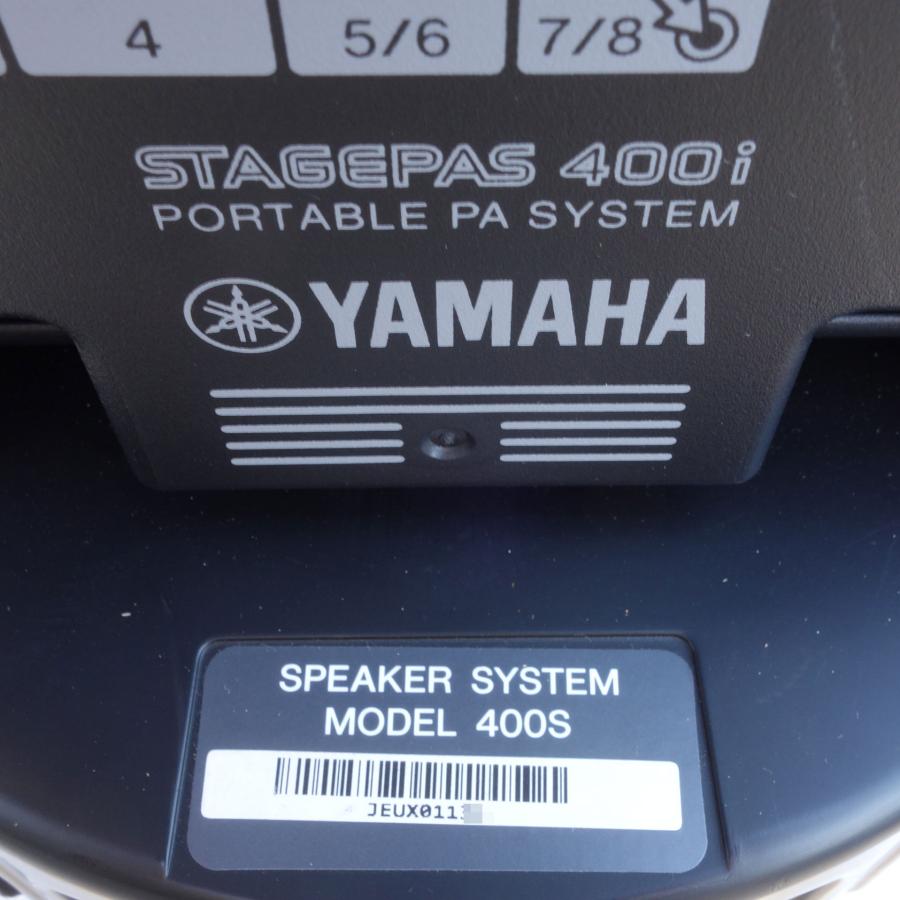 4 5/6 7/8
STAGEPAS 400i
PORTABLE PA SYSTEM
YAMAHA
SPEAKER SYSTEM
MODEL 400S